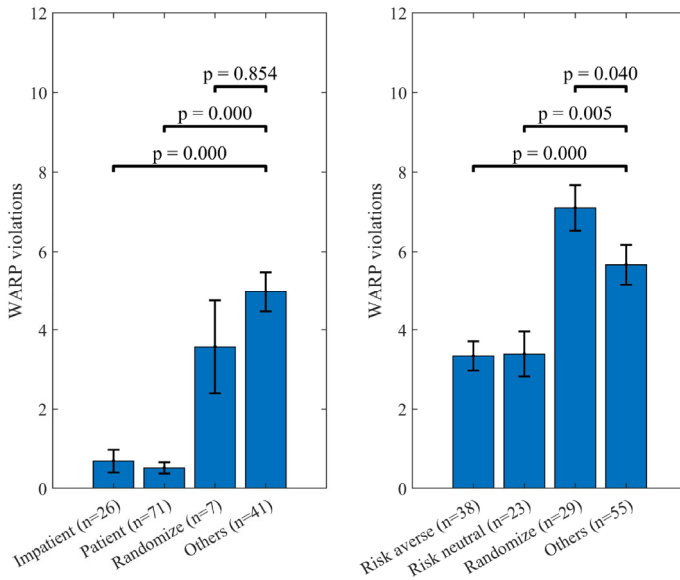 12
10
8
6
4
2
0
WARP violations
p = 0.854
p = 0.000
p = 0.000
Impatient (n=26)
Patient (n=71)
Randomize (n=7)
Others (n=41)
12
10
8
6
4
2
0
WARP violations
p = 0.040
p = 0.005
p = 0.000
Risk averse (n=38)
Risk neutral (n=23)
Randomize (n=29)
Others (n=55)